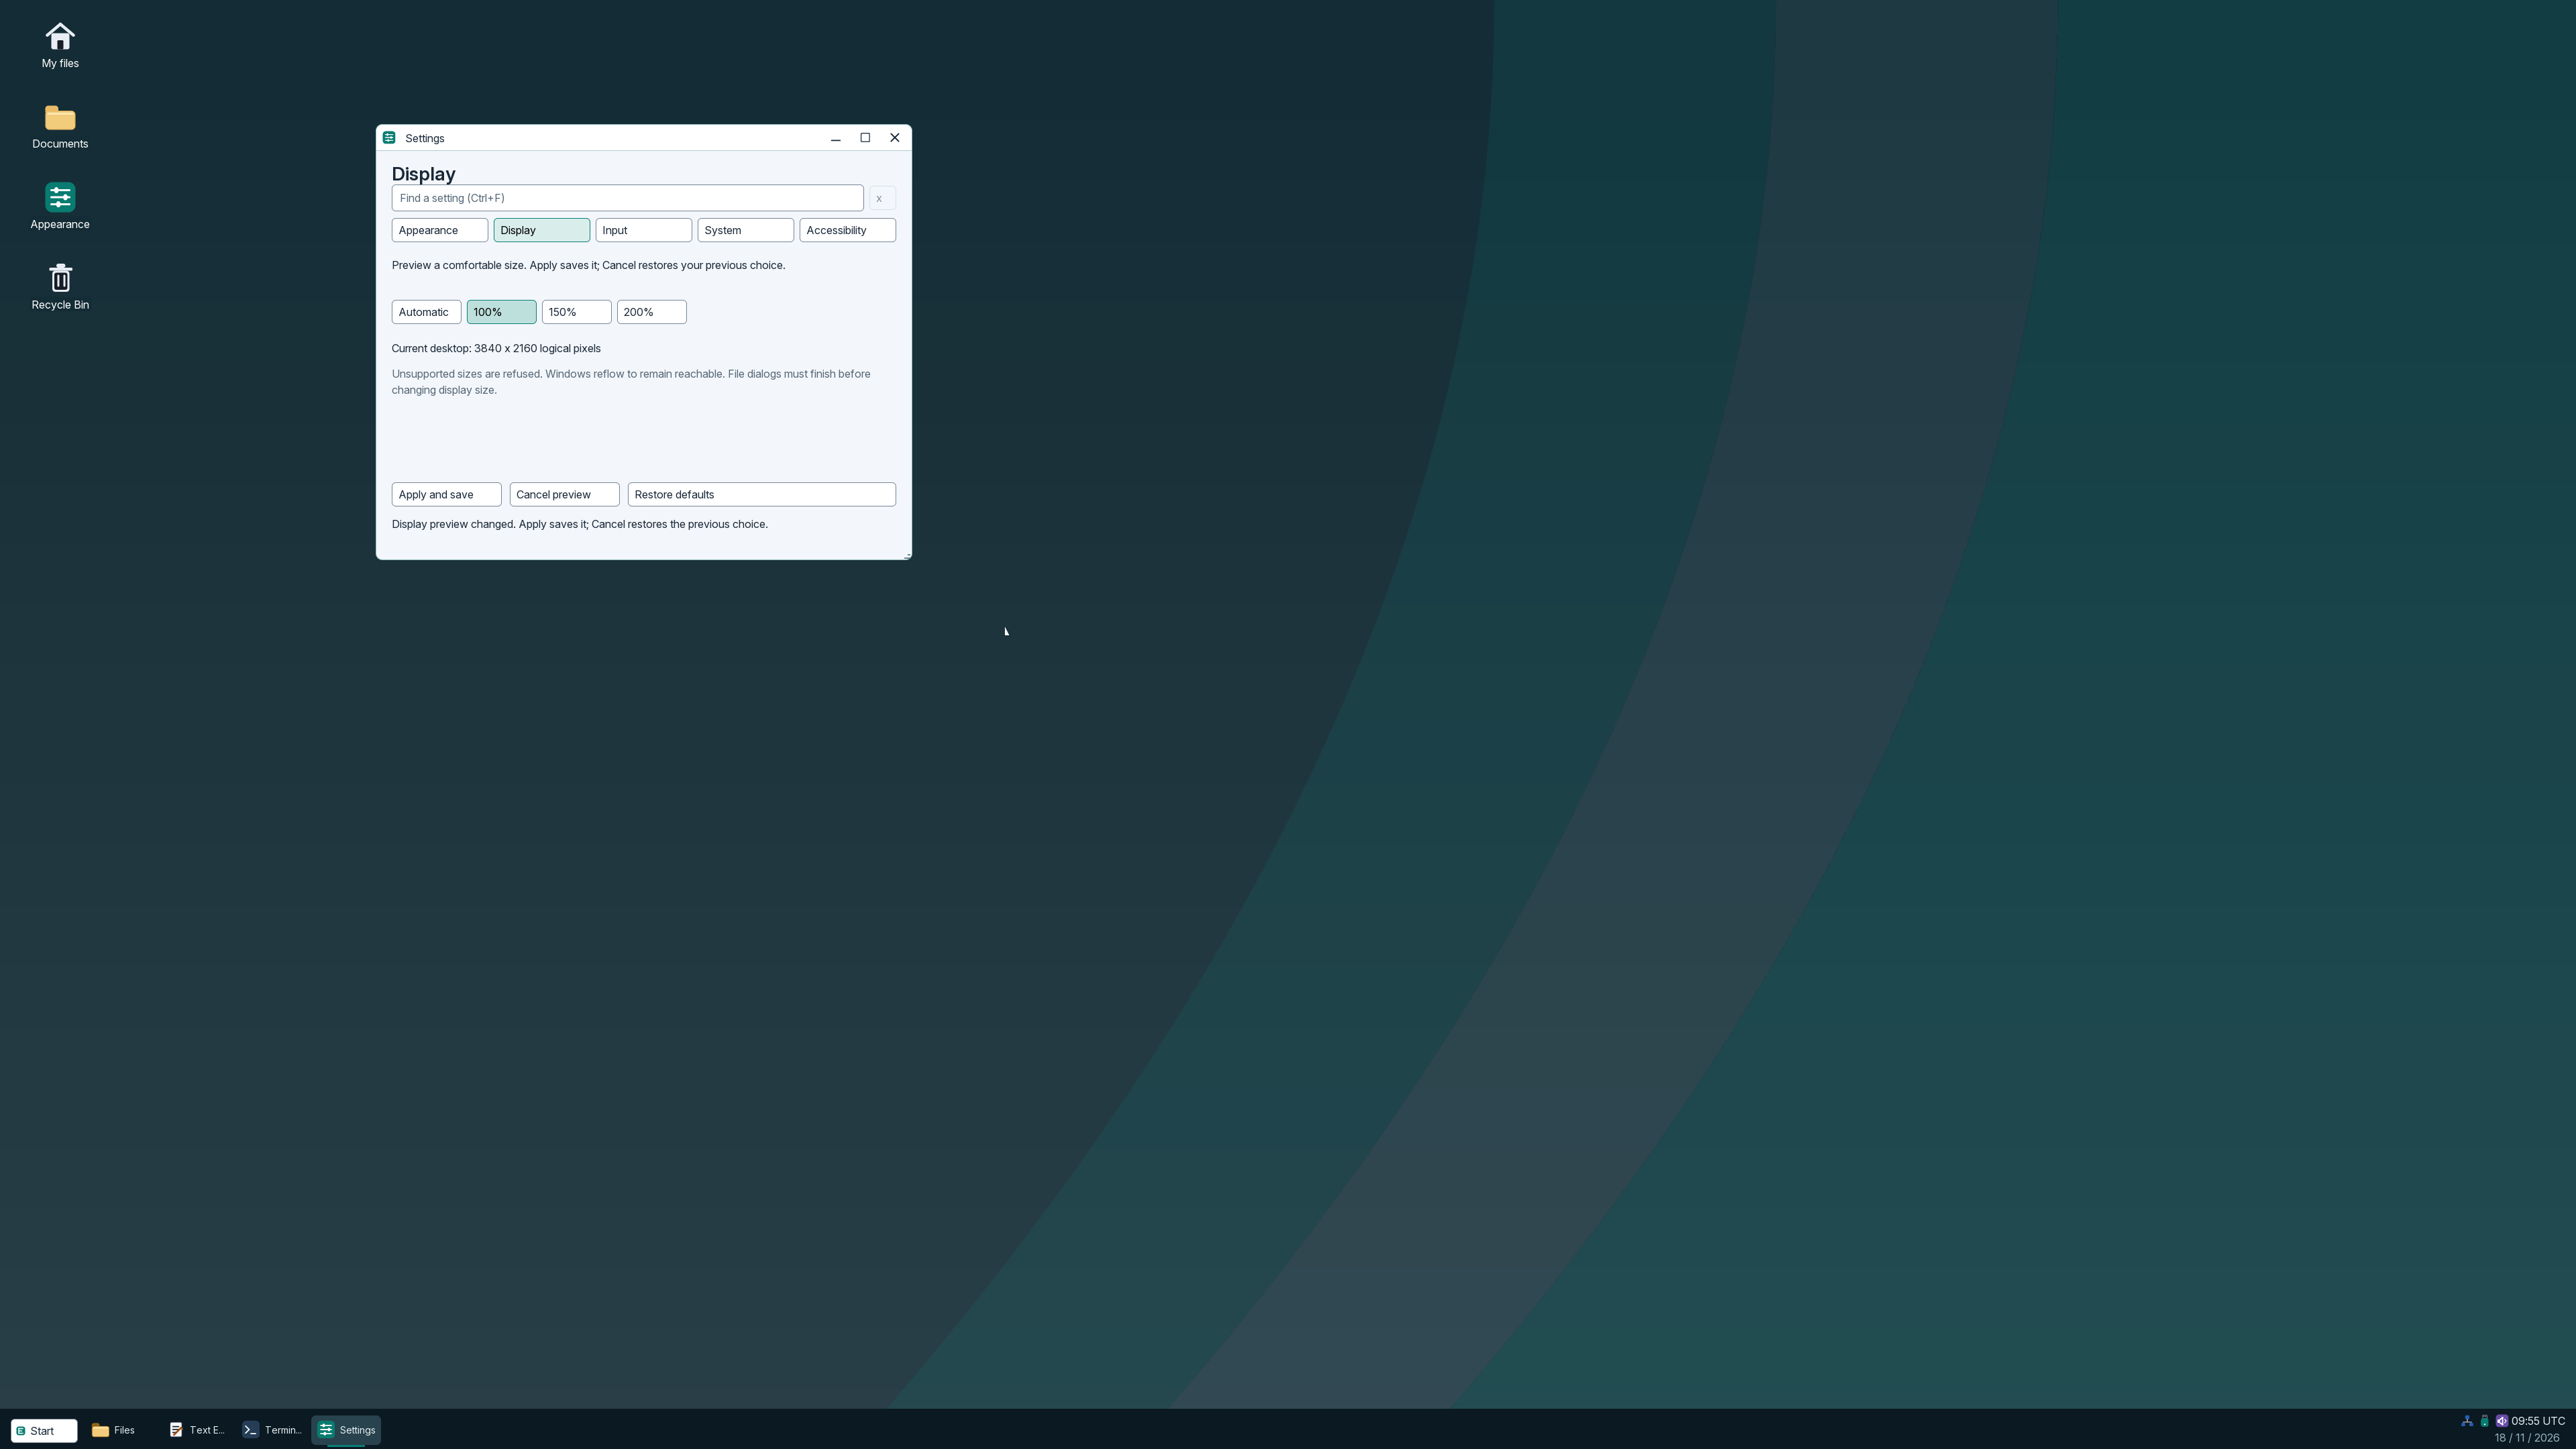 My files
Documents
Appearance
Recycle Bin
Settings
Display
Find a setting (Ctrl+F)
x
Appearance
Display
Input
System
Accessibility
Preview a comfortable size. Apply saves it; Cancel restores your previous choice.
Automatic
100%
150%
200%
Current desktop: 3840 x 2160 logical pixels
Unsupported sizes are refused. Windows reflow to remain reachable. File dialogs must finish before
changing display size.
Apply and save
Cancel preview
Restore defaults
Display preview changed. Apply saves it; Cancel restores the previous choice.
Start
Files
Text E...
Termin...
Settings
09:55 UTC
18 / 11 / 2026